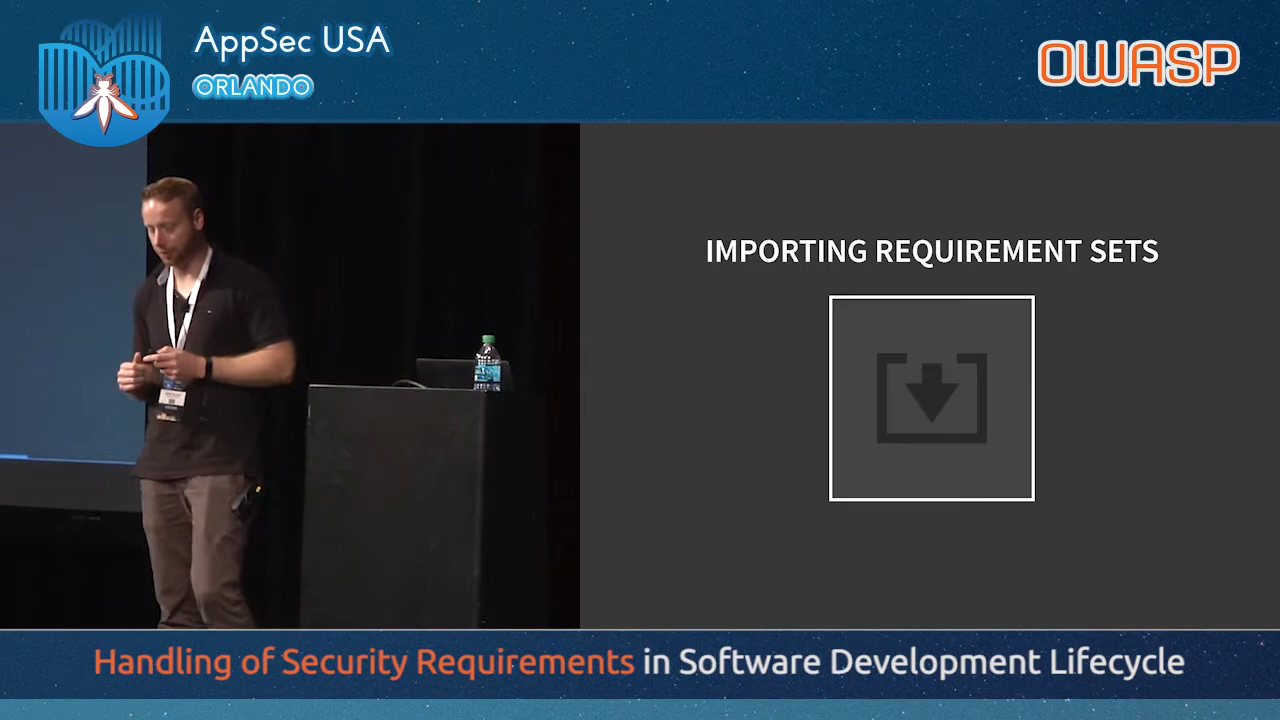 AppSec USA
ORLANDO
OWASP
IMPORTING REQUIREMENT SETS
Handling of Security Requirements in Software Development Lifecycle